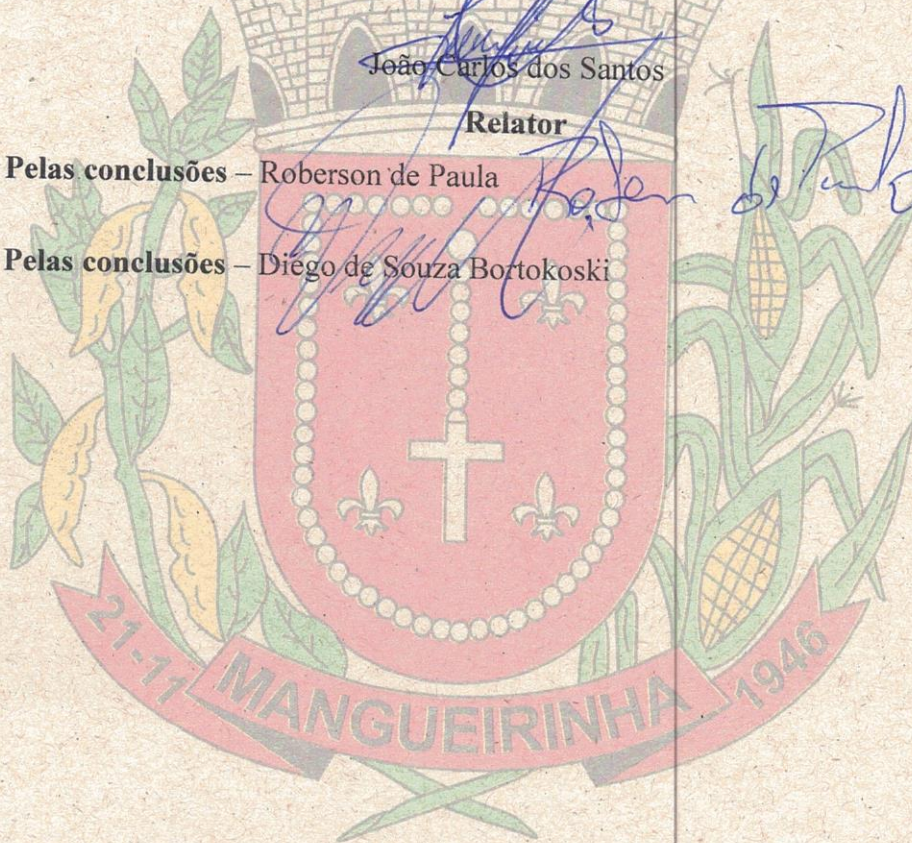 João Carlos dos Santos
Relator
Pelas conclusões – Roberson de Paula
Pelas conclusões – Diego de Souza Bortokoski
21-11 MANGUEIRINHA 1946